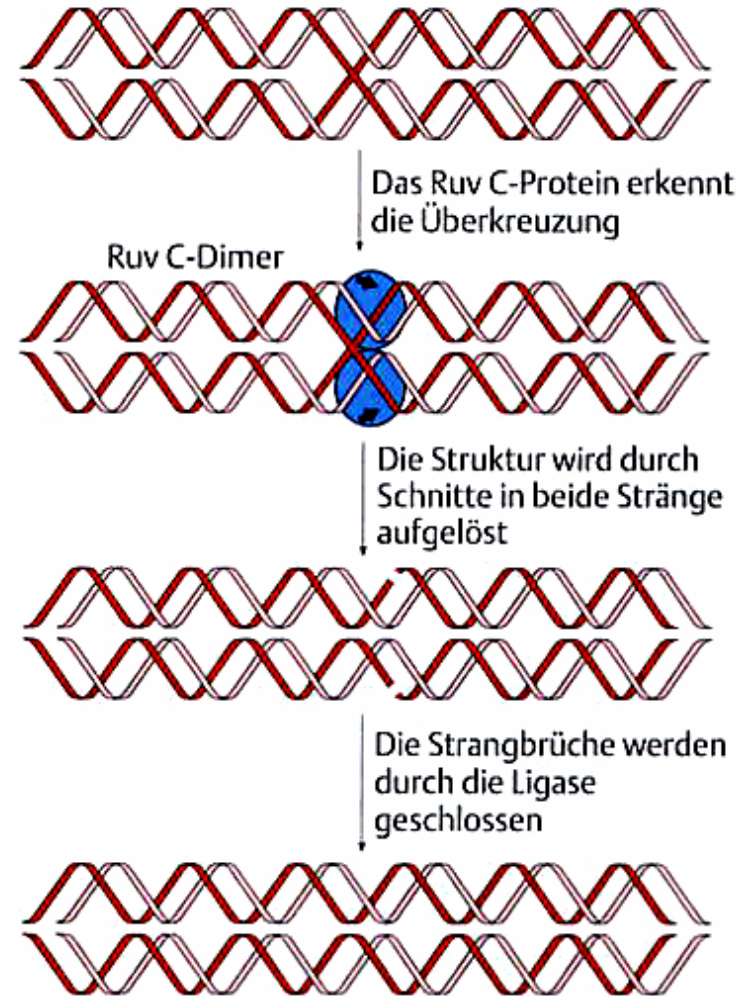 Das Ruv C-Protein erkennt
die Überkreuzung
Ruv C-Dimer
Die Struktur wird durch
Schnitte in beide Stränge
aufgelöst
Die Strangbrüche werden
durch die Ligase
geschlossen